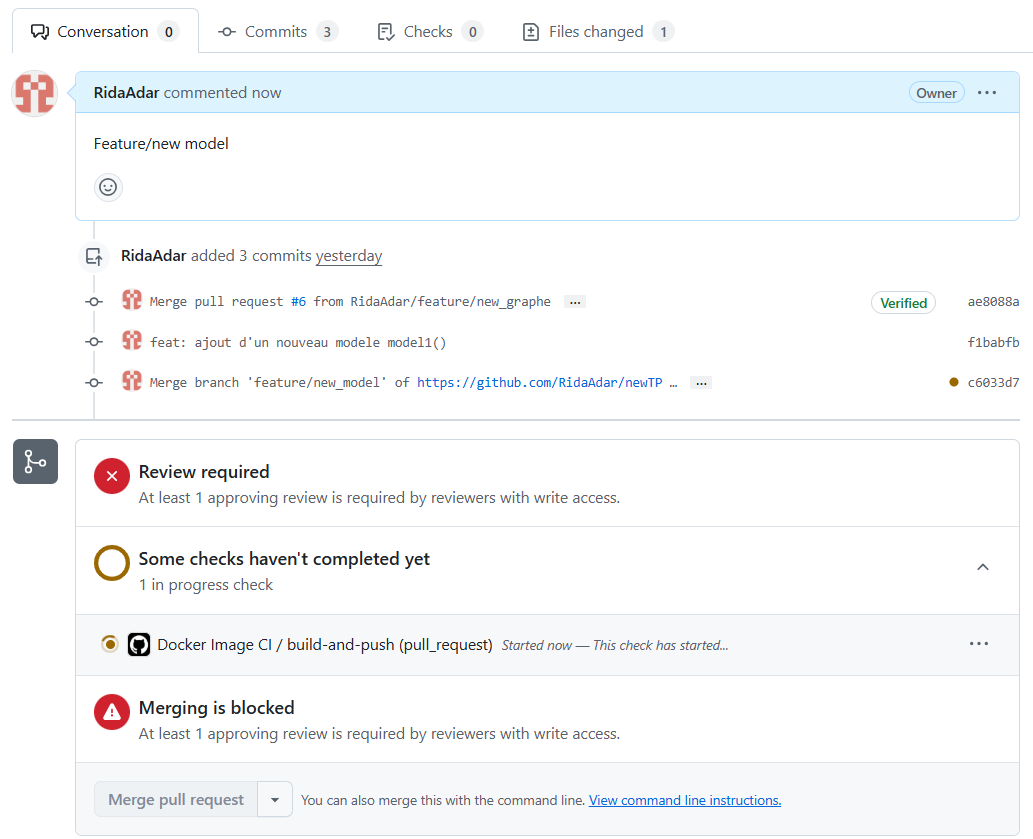 Conversation 0 Commits 3 Checks 0 Files changed 1
RidaAdar commented now Owner ...
Feature/new model
RidaAdar added 3 commits yesterday
Merge pull request #6 from RidaAdar/feature/new_graphe ... Verified ae8088a
feat: ajout d'un nouveau modele model1() f1babfb
Merge branch 'feature/new_model' of https://github.com/RidaAdar/newTP … ... c6033d7
Review required
At least 1 approving review is required by reviewers with write access.
Some checks haven't completed yet
1 in progress check
Docker Image CI / build-and-push (pull_request) Started now — This check has started... ...
Merging is blocked
At least 1 approving review is required by reviewers with write access.
Merge pull request You can also merge this with the command line. View command line instructions.